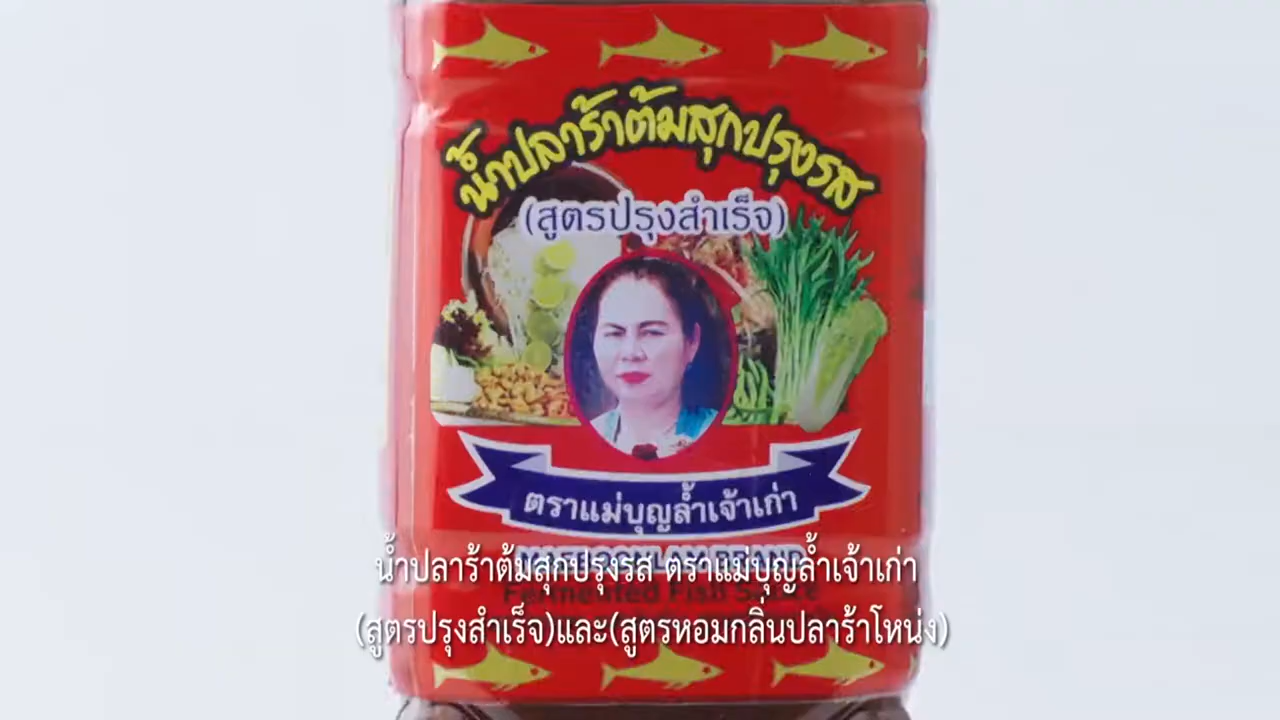 น้ำปลาร้าต้มสุกปรุงรส
(สูตรปรุงสำเร็จ)
ตราแม่บุญล้ำเจ้าเก่า
น้ำปลาร้าต้มสุกปรุงรส ตราแม่บุญล้ำเจ้าเก่า
Fermented Fish Sauce
(สูตรปรุงสำเร็จ)และ(สูตรหอมกลิ่นปลาร้าโหน่ง)